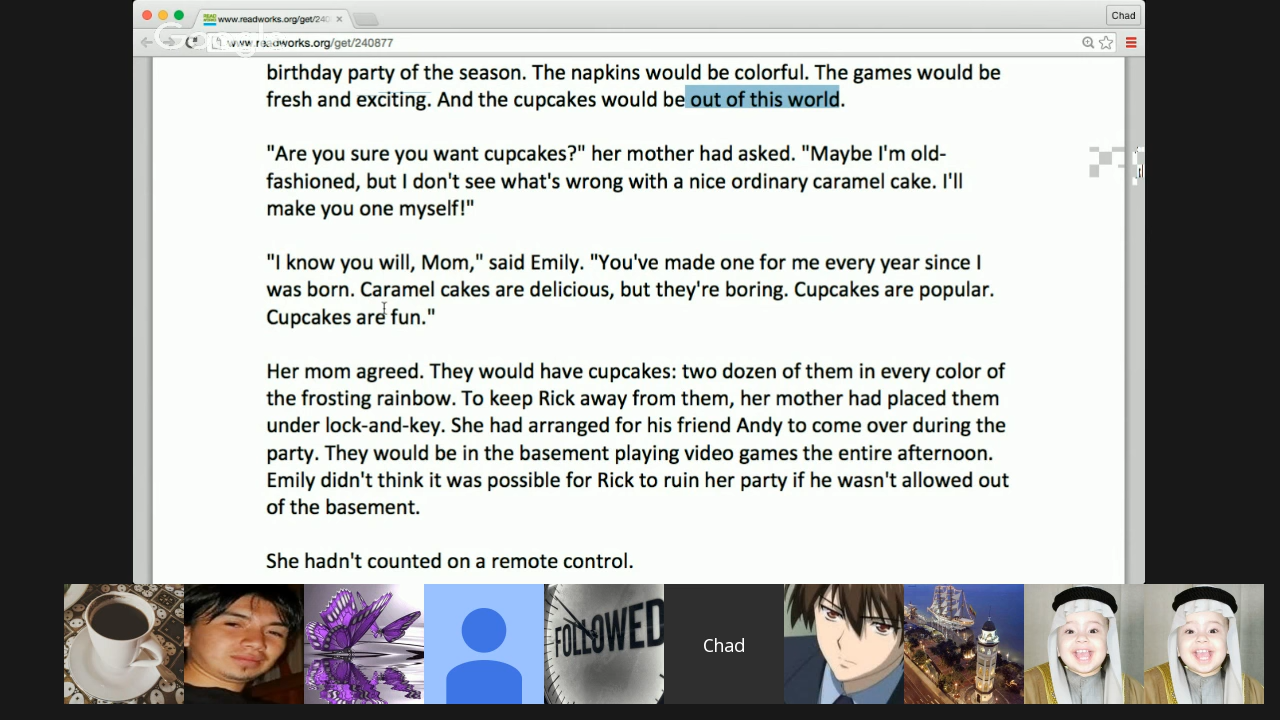 www.readworks.org/get/240
Chad
Google
www.readworks.org/get/240877
birthday party of the season. The napkins would be colorful. The games would be
fresh and exciting. And the cupcakes would be out of this world.
"Are you sure you want cupcakes?" her mother had asked. "Maybe I'm old-
fashioned, but I don't see what's wrong with a nice ordinary caramel cake. I'll
make you one myself!"
"I know you will, Mom," said Emily. "You've made one for me every year since I
was born. Caramel cakes are delicious, but they're boring. Cupcakes are popular.
Cupcakes are fun."
Her mom agreed. They would have cupcakes: two dozen of them in every color of
the frosting rainbow. To keep Rick away from them, her mother had placed them
under lock-and-key. She had arranged for his friend Andy to come over during the
party. They would be in the basement playing video games the entire afternoon.
Emily didn't think it was possible for Rick to ruin her party if he wasn't allowed out
of the basement.
She hadn't counted on a remote control.
FOLLOWED
Chad